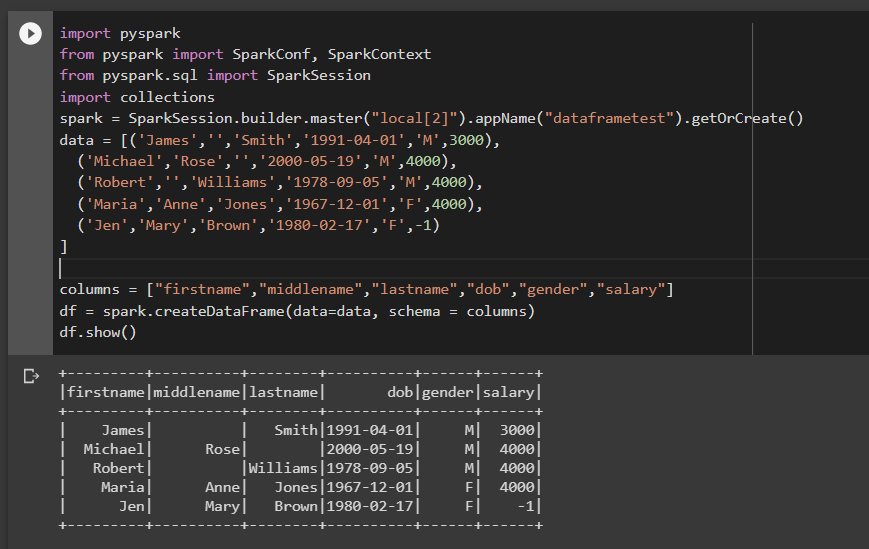 import pyspark
from pyspark import SparkConf, SparkContext
from pyspark.sql import SparkSession
import collections
spark = SparkSession.builder.master("local[2]").appName("dataframetest").getOrCreate()
data = [('James','','Smith','1991-04-01','M',3000),
  ('Michael','Rose','','2000-05-19','M',4000),
  ('Robert','','Williams','1978-09-05','M',4000),
  ('Maria','Anne','Jones','1967-12-01','F',4000),
  ('Jen','Mary','Brown','1980-02-17','F',-1)
]
columns = ["firstname","middlename","lastname","dob","gender","salary"]
df = spark.createDataFrame(data=data, schema = columns)
df.show()
+---------+----------+--------+----------+------+------+
|firstname|middlename|lastname|       dob|gender|salary|
+---------+----------+--------+----------+------+------+
|    James|          |   Smith|1991-04-01|     M|  3000|
|  Michael|      Rose|        |2000-05-19|     M|  4000|
|   Robert|          |Williams|1978-09-05|     M|  4000|
|    Maria|      Anne|   Jones|1967-12-01|     F|  4000|
|      Jen|      Mary|   Brown|1980-02-17|     F|    -1|
+---------+----------+--------+----------+------+------+